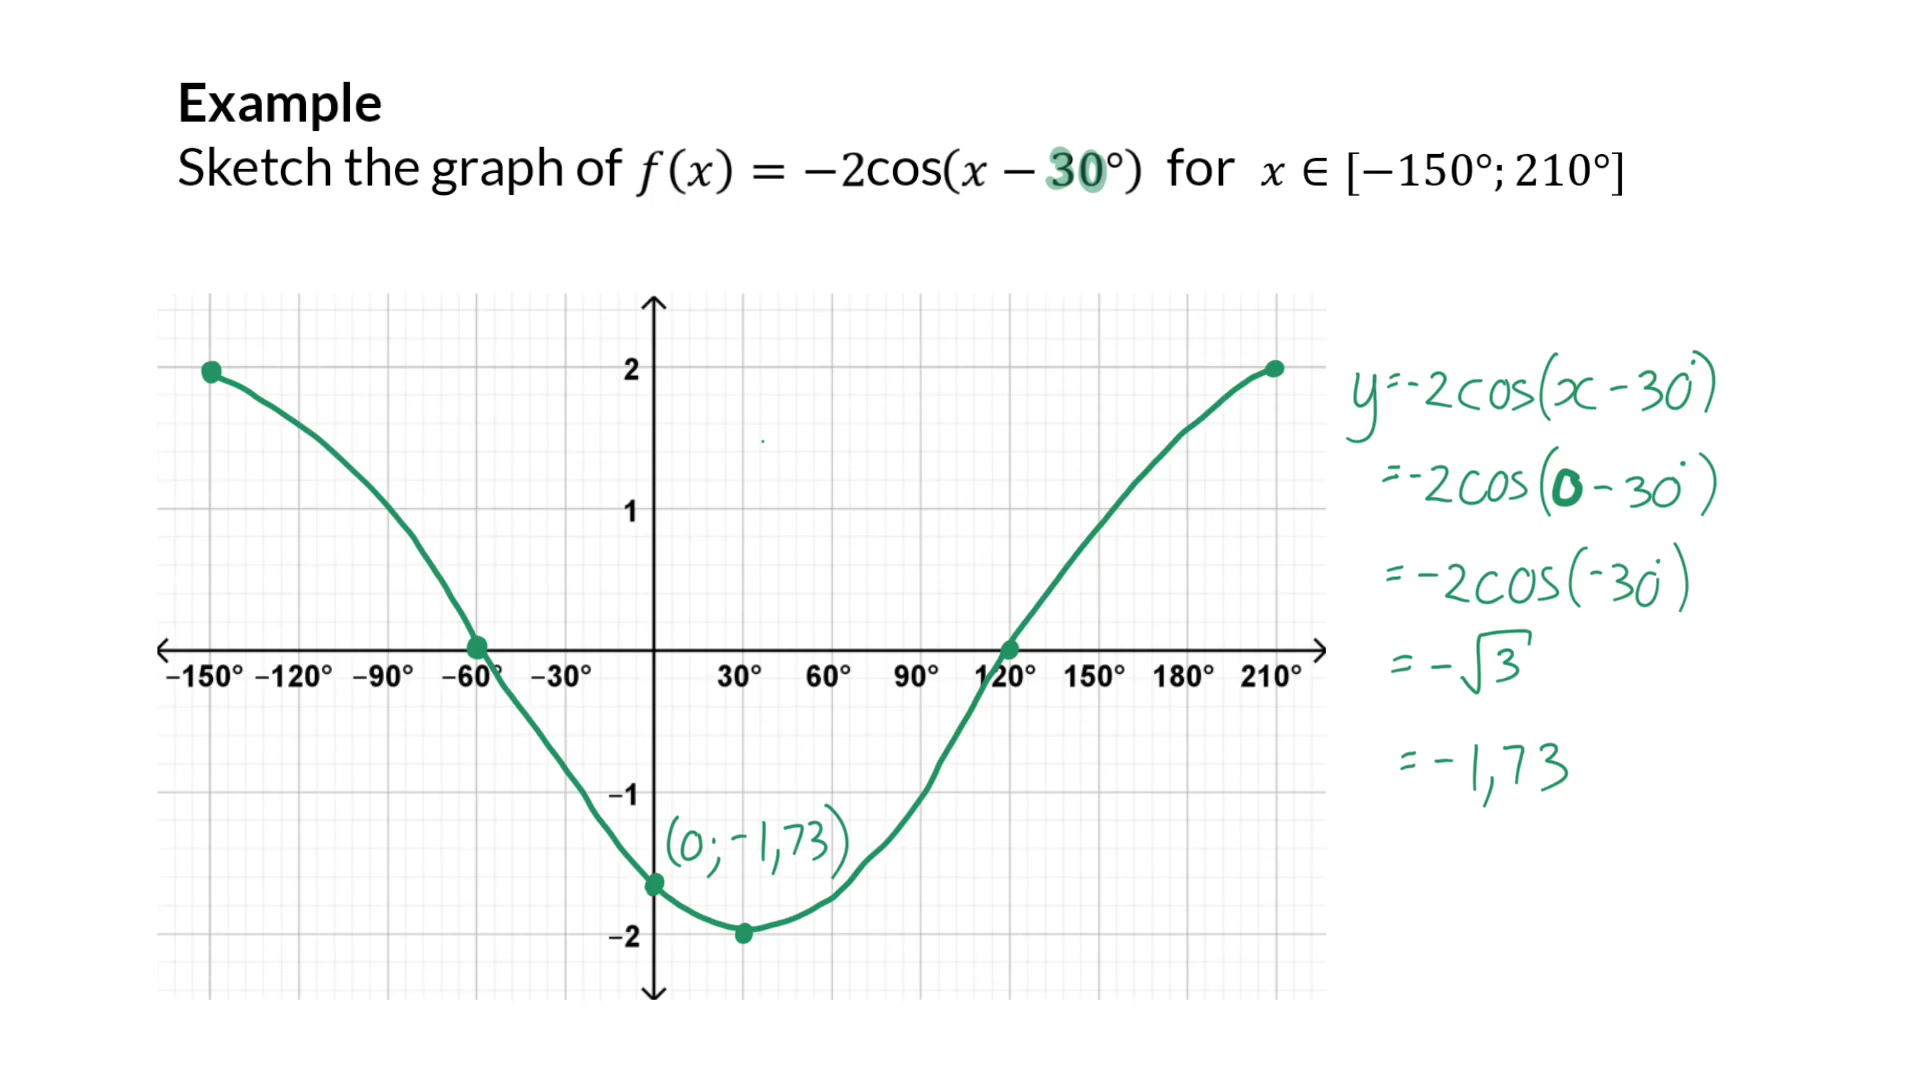 Example
Sketch the graph of f(x) = −2cos(x − 30°) for x ∈ [−150°; 210°]
2
1
−150° −120° −90° −60° −30° 30° 60° 90° 120° 150° 180° 210°
−1
(0;-1,73)
−2
y=-2cos(x-30°)
=-2cos(0-30°)
=-2cos(-30°)
=-√3
=-1,73